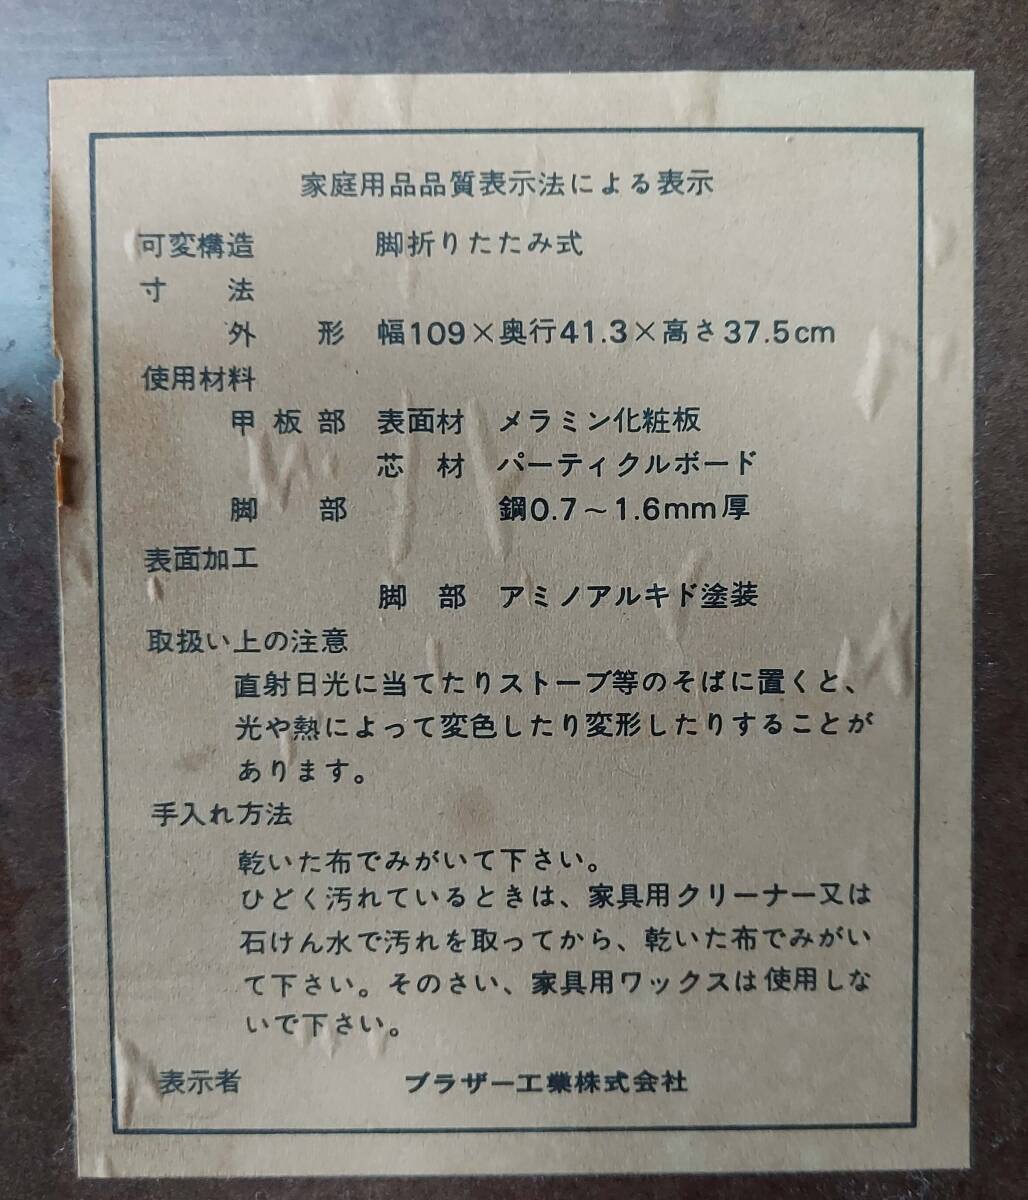 家庭用品品質表示法による表示
可変構造 脚折りたたみ式
寸法
外形 幅109×奥行41.3×高さ37.5cm
使用材料
甲板部 表面材 メラミン化粧板
芯材 パーティクルボード
脚部 鋼0.7～1.6mm厚
表面加工
脚部 アミノアルキド塗装
取扱い上の注意
直射日光に当てたりストーブ等のそばに置くと、
光や熱によって変色したり変形したりすることが
あります。
手入れ方法
乾いた布でみがいて下さい。
ひどく汚れているときは、家具用クリーナー又は
石けん水で汚れを取ってから、乾いた布でみがい
て下さい。そのさい、家具用ワックスは使用しな
いで下さい。
表示者 ブラザー工業株式会社